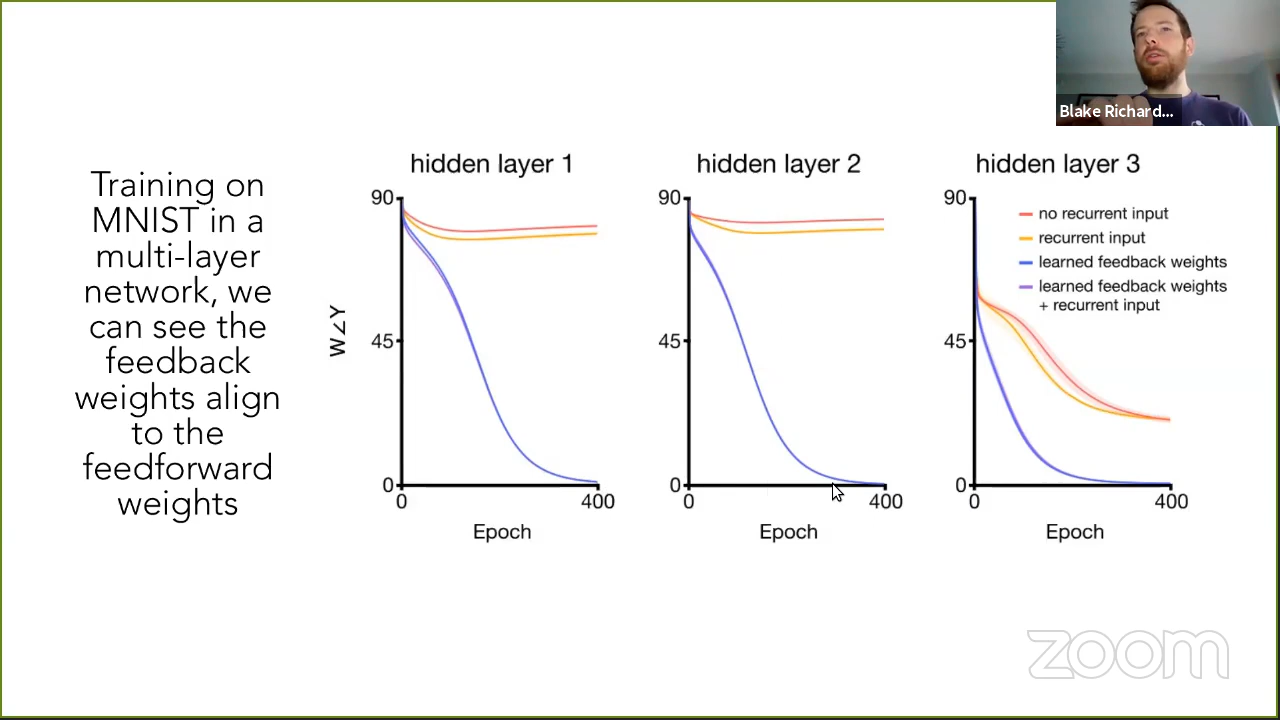 Blake Richard...
Training on
MNIST in a
multi-layer
network, we
can see the
feedback
weights align
to the
feedforward
weights
hidden layer 1
90
45
0
W∠Y
0
400
Epoch
hidden layer 2
90
45
0
0
400
Epoch
hidden layer 3
90
45
0
0
400
Epoch
no recurrent input
recurrent input
learned feedback weights
learned feedback weights
+ recurrent input
zoom